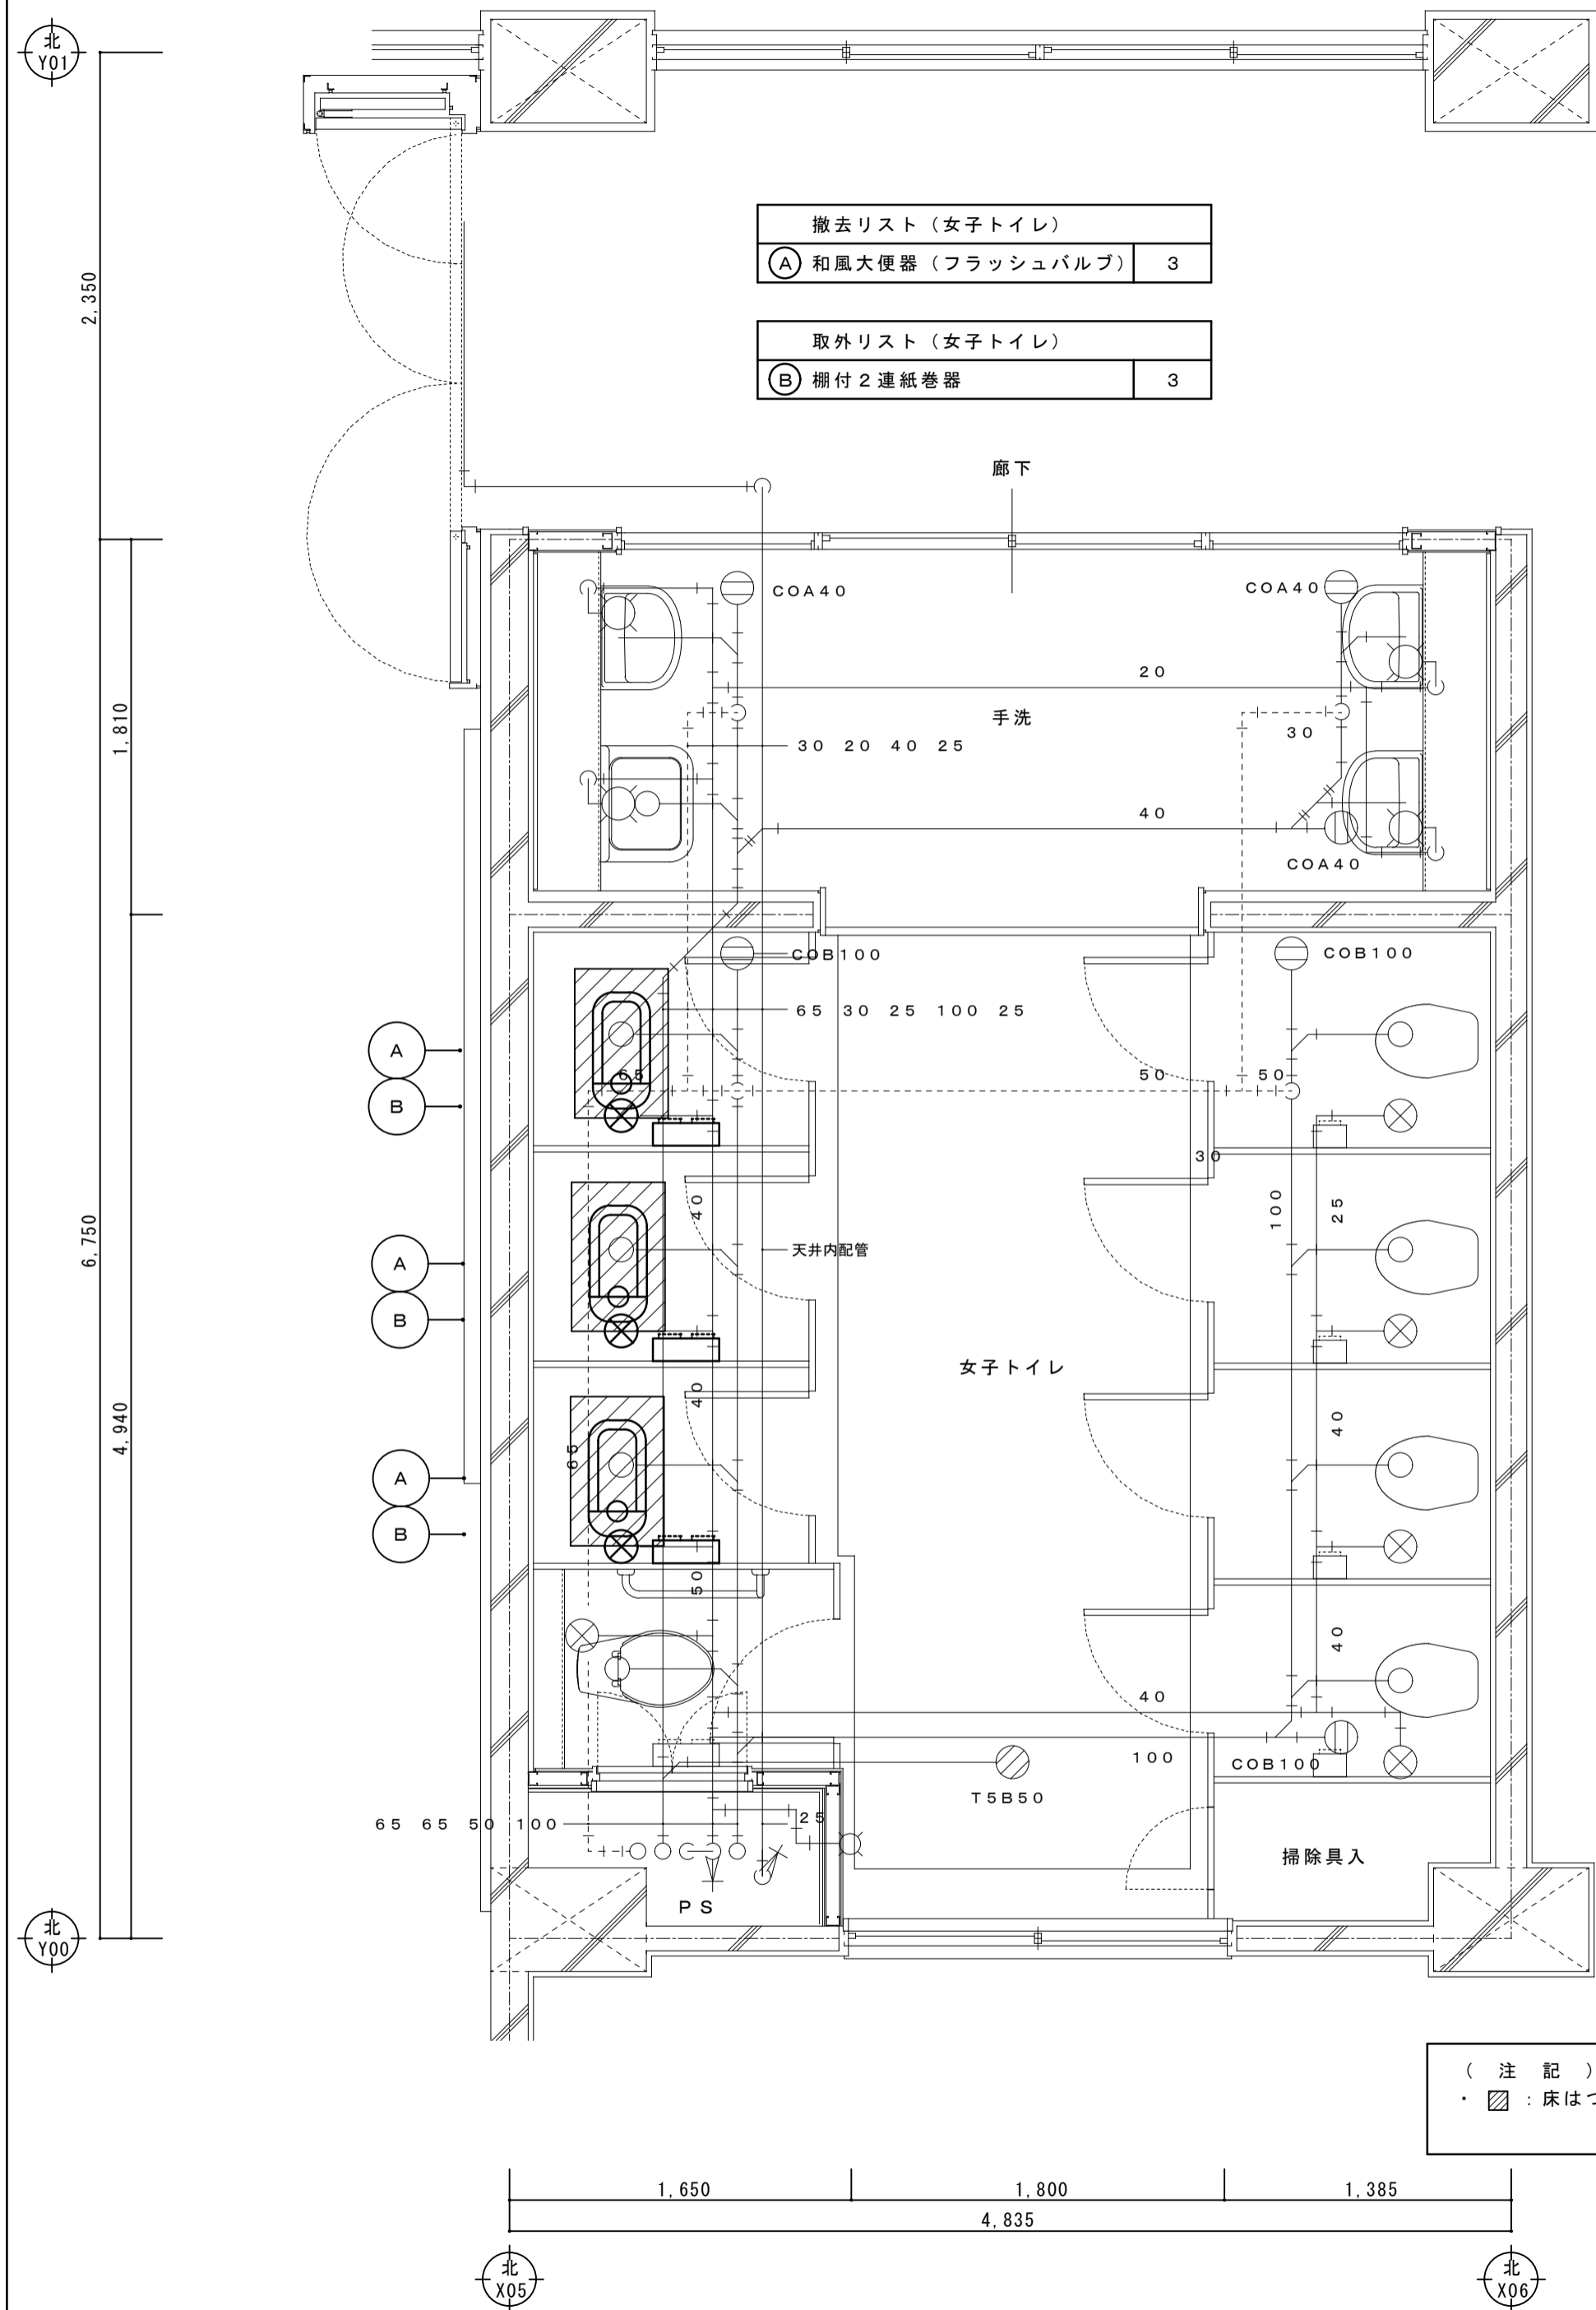 北
Y01
2,350
撤去リスト（女子トイレ）
A 和風大便器（フラッシュバルブ） 3
取外リスト（女子トイレ）
B 棚付２連紙巻器 3
廊下
COA40
COA40
20
手洗
30
30 20 40 25
1,810
40
COA40
COB100
COB100
65 30 25 100 25
A
B
65
50
50
30
40
100
25
天井内配管
6,750
A
B
女子トイレ
40
40
4,940
65
A
B
50
40
40
100
COB100
T5B50
65 65 50 100
25
掃除具入
PS
北
Y00
（ 注 記 ）
・ : 床はつ
1,650
1,800
1,385
4,835
北
X05
北
X06